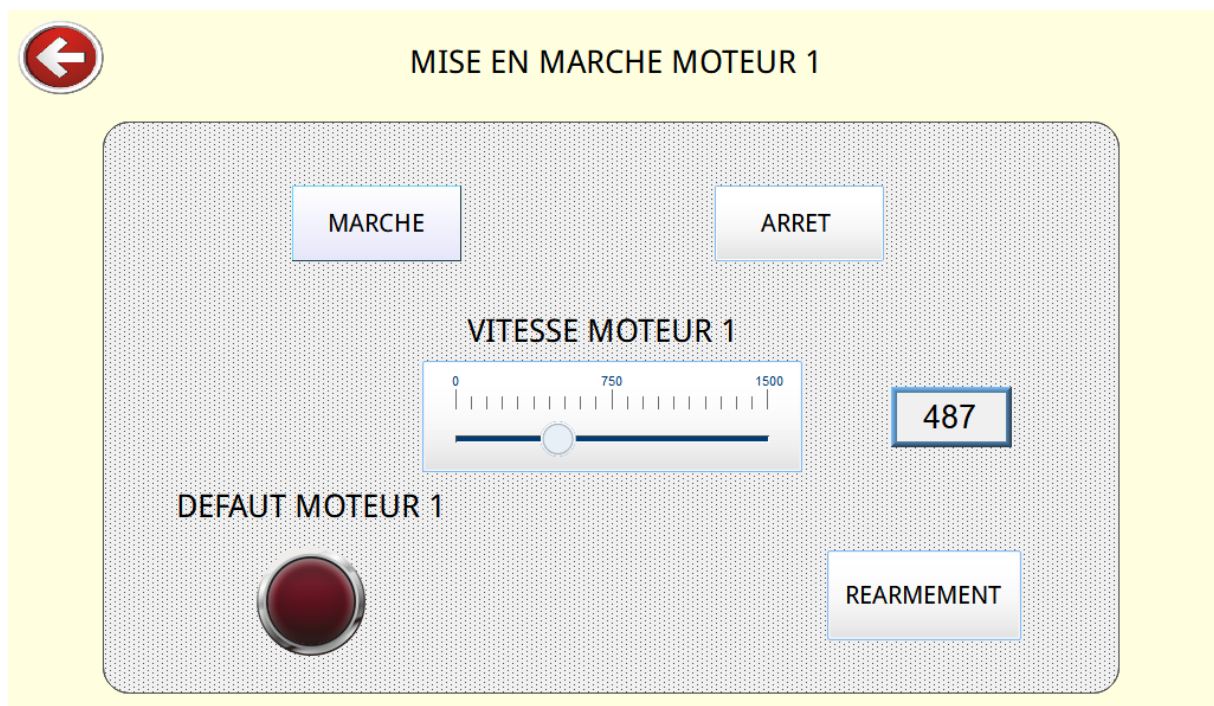 MISE EN MARCHE MOTEUR 1
MARCHE
ARRET
VITESSE MOTEUR 1
0 750 1500
487
DEFAUT MOTEUR 1
REARMEMENT